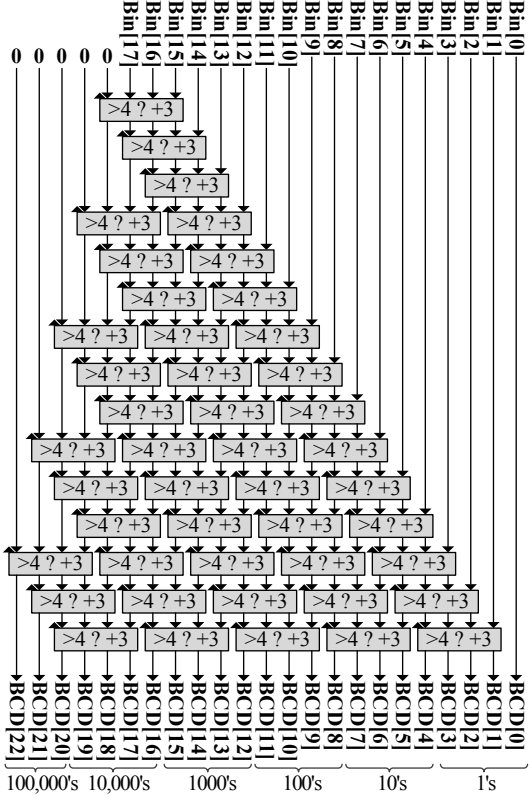 Bin[17]
Bin[16]
Bin[15]
Bin[14]
Bin[13]
Bin[12]
Bin[11]
Bin[10]
Bin[9]
Bin[8]
Bin[7]
Bin[6]
Bin[5]
Bin[4]
Bin[3]
Bin[2]
Bin[1]
Bin[0]
0 0 0 0 0
>4 ? +3
>4 ? +3
>4 ? +3
>4 ? +3 >4 ? +3
>4 ? +3 >4 ? +3
>4 ? +3 >4 ? +3
>4 ? +3 >4 ? +3 >4 ? +3
>4 ? +3 >4 ? +3 >4 ? +3
>4 ? +3 >4 ? +3 >4 ? +3
>4 ? +3 >4 ? +3 >4 ? +3 >4 ? +3
>4 ? +3 >4 ? +3 >4 ? +3 >4 ? +3
>4 ? +3 >4 ? +3 >4 ? +3 >4 ? +3
>4 ? +3 >4 ? +3 >4 ? +3 >4 ? +3 >4 ? +3
>4 ? +3 >4 ? +3 >4 ? +3 >4 ? +3 >4 ? +3
>4 ? +3 >4 ? +3 >4 ? +3 >4 ? +3 >4 ? +3
BCD[22]
BCD[21]
BCD[20]
BCD[19]
BCD[18]
BCD[17]
BCD[16]
BCD[15]
BCD[14]
BCD[13]
BCD[12]
BCD[11]
BCD[10]
BCD[9]
BCD[8]
BCD[7]
BCD[6]
BCD[5]
BCD[4]
BCD[3]
BCD[2]
BCD[1]
BCD[0]
100,000's 10,000's 1000's 100's 10's 1's